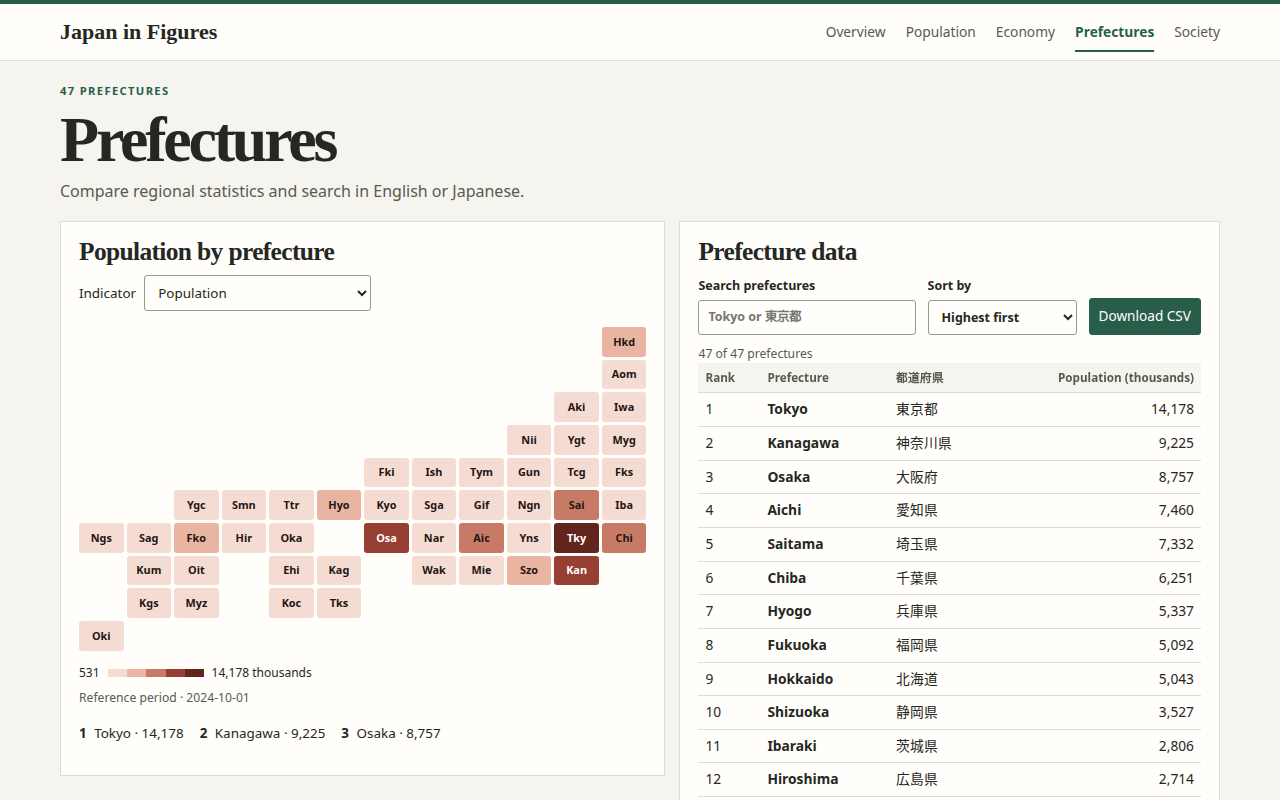 Japan in Figures
Overview Population Economy Prefectures Society
47 PREFECTURES
Prefectures
Compare regional statistics and search in English or Japanese.
Population by prefecture
Indicator Population
Hkd
Aom
Aki Iwa
Nii Ygt Myg
Fki Ish Tym Gun Tcg Fks
Ygc Smn Ttr Hyo Kyo Sga Gif Ngn Sai Iba
Ngs Sag Fko Hir Oka Osa Nar Aic Yns Tky Chi
Kum Oit Ehi Kag Wak Mie Szo Kan
Kgs Myz Koc Tks
Oki
531 14,178 thousands
Reference period · 2024-10-01
1 Tokyo · 14,178 2 Kanagawa · 9,225 3 Osaka · 8,757
Prefecture data
Search prefectures Sort by
Tokyo or 東京都 Highest first Download CSV
47 of 47 prefectures
Rank Prefecture 都道府県 Population (thousands)
1 Tokyo 東京都 14,178
2 Kanagawa 神奈川県 9,225
3 Osaka 大阪府 8,757
4 Aichi 愛知県 7,460
5 Saitama 埼玉県 7,332
6 Chiba 千葉県 6,251
7 Hyogo 兵庫県 5,337
8 Fukuoka 福岡県 5,092
9 Hokkaido 北海道 5,043
10 Shizuoka 静岡県 3,527
11 Ibaraki 茨城県 2,806
12 Hiroshima 広島県 2,714